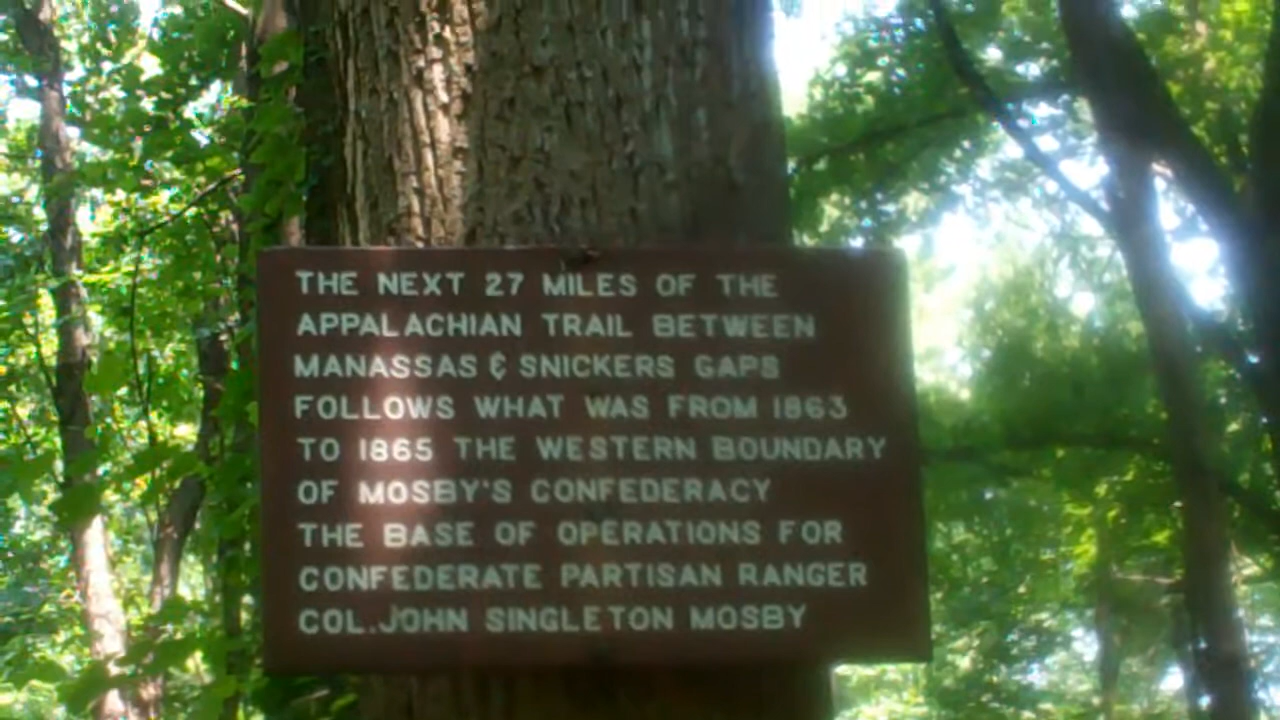 THE NEXT 27 MILES OF THE
APPALACHIAN TRAIL BETWEEN
MANASSAS & SNICKERS GAPS
FOLLOWS WHAT WAS FROM 1863
TO 1865 THE WESTERN BOUNDARY
OF MOSBY'S CONFEDERACY
THE BASE OF OPERATIONS FOR
CONFEDERATE PARTISAN RANGER
COL.JOHN SINGLETON MOSBY